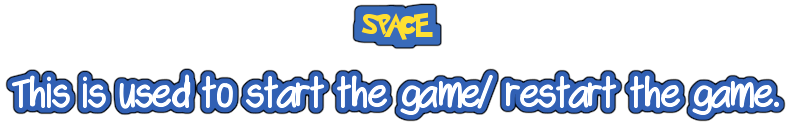 SPACE
This is used to start the game/ restart the game.